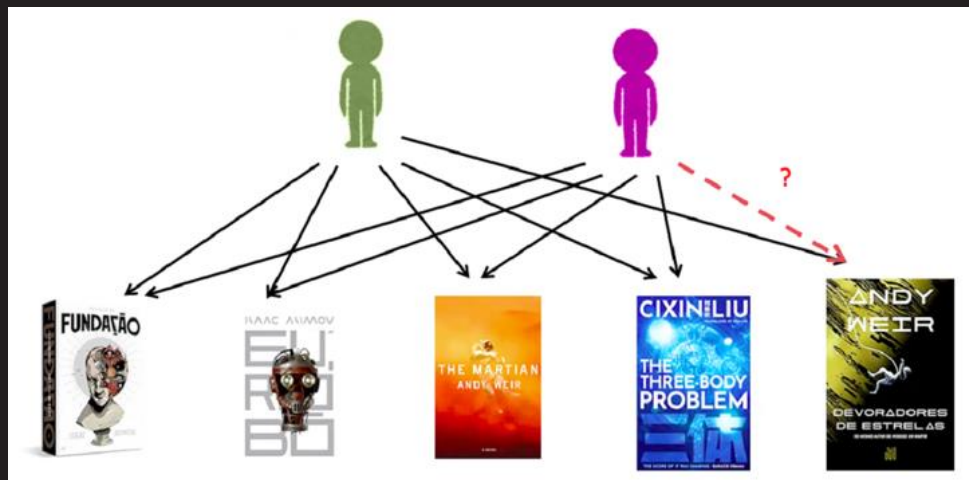 ?
FUNDAÇÃO
ISAAC ASIMOV
EU,
RO
BÔ
THE MARTIAN
ANDY WEIR
A NOVEL
CIXIN LIU
THE
THREE-BODY
PROBLEM
ANDY
WEIR
DEVORADORES
DE ESTRELAS